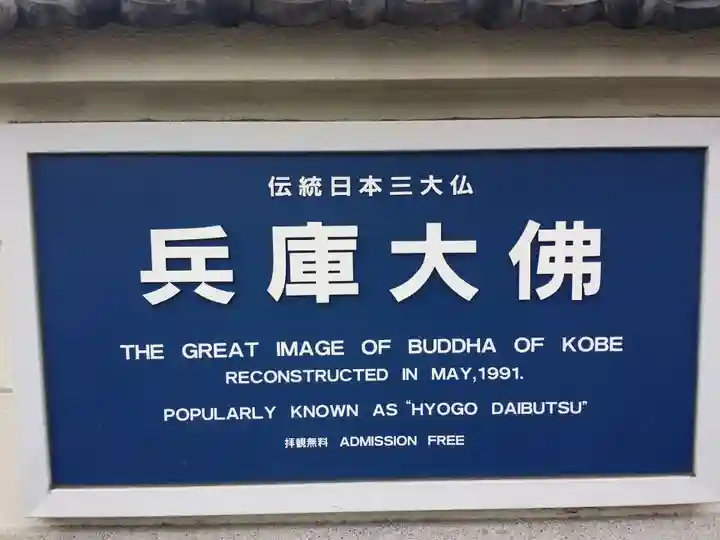 伝統日本三大仏
兵庫大佛
THE GREAT IMAGE OF BUDDHA OF KOBE
RECONSTRUCTED IN MAY,1991.
POPULARLY KNOWN AS "HYOGO DAIBUTSU"
拝観無料 ADMISSION FREE